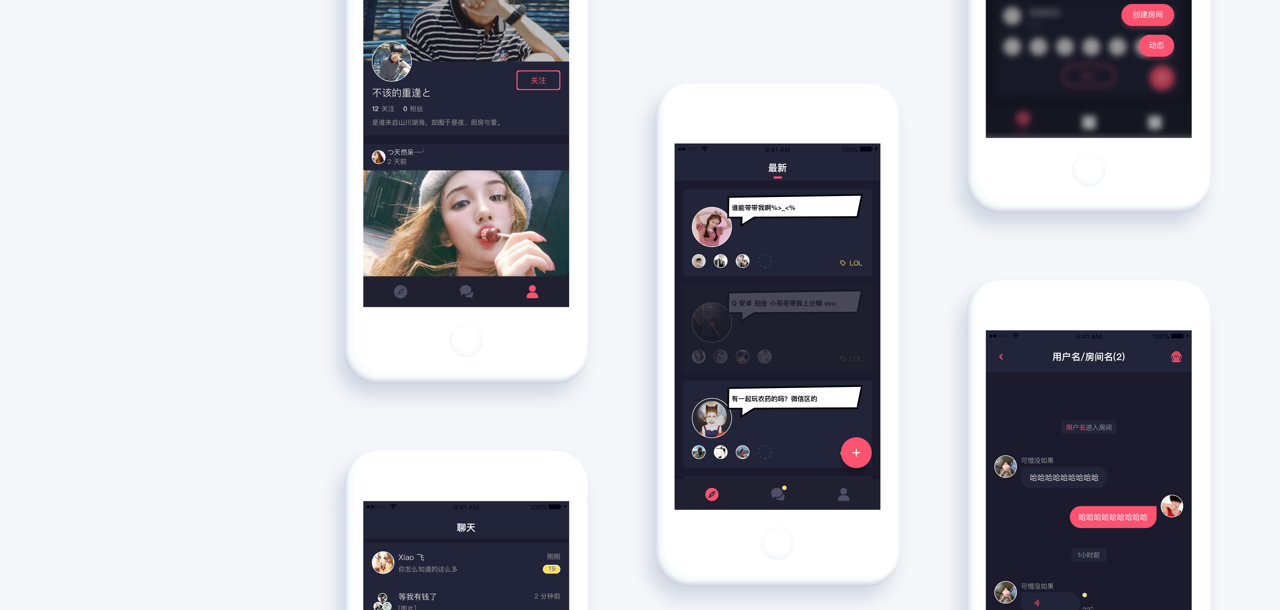 关注
不该的重逢と
12 关注 0 粉丝
是谁来自山川湖海，却囿于昼夜，厨房与爱。
つ天然呆一╯
2 天前
9:41 AM 100%
聊天
Xiao 飞
刚刚
你怎么知道的这么多
19
等我有钱了
2 分钟前
[图片]
9:41 AM 100%
最新
谁能带带我啊%>_<%
LOL
Q 安卓 铂金 小哥哥带我上分嘛
LOL
有一起玩农药的吗？微信区的
+
创建房间
动态
9:41 AM 100%
用户名/房间名(2)
用户名进入房间
可惜没如果
哈哈哈哈哈哈哈哈哈
哈哈哈哈哈哈哈哈哈
1小时前
可惜没如果